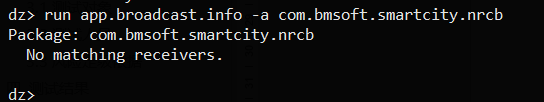 dz> run app.broadcast.info -a com.bmsoft.smartcity.nrcb
Package: com.bmsoft.smartcity.nrcb
  No matching receivers.
dz>